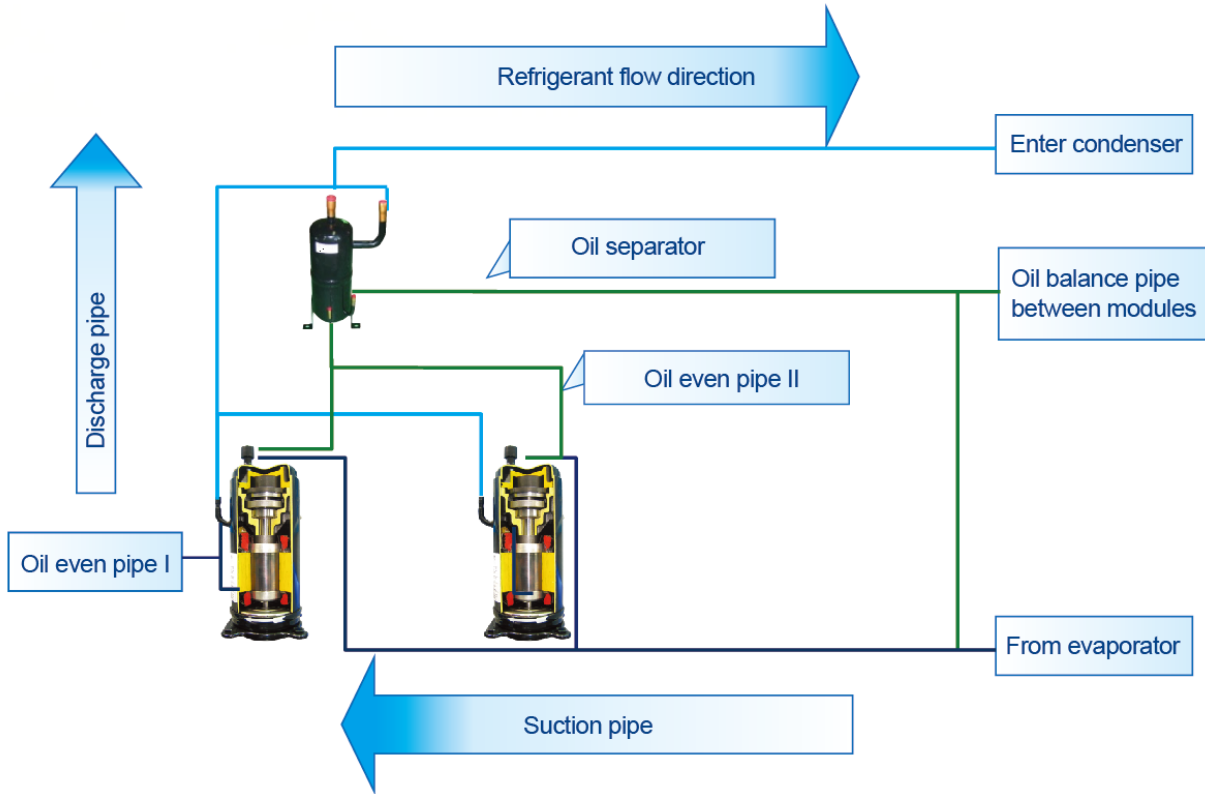 Refrigerant flow direction
Enter condenser
Discharge pipe
Oil separator
Oil balance pipe
between modules
Oil even pipe II
Oil even pipe I
From evaporator
Suction pipe